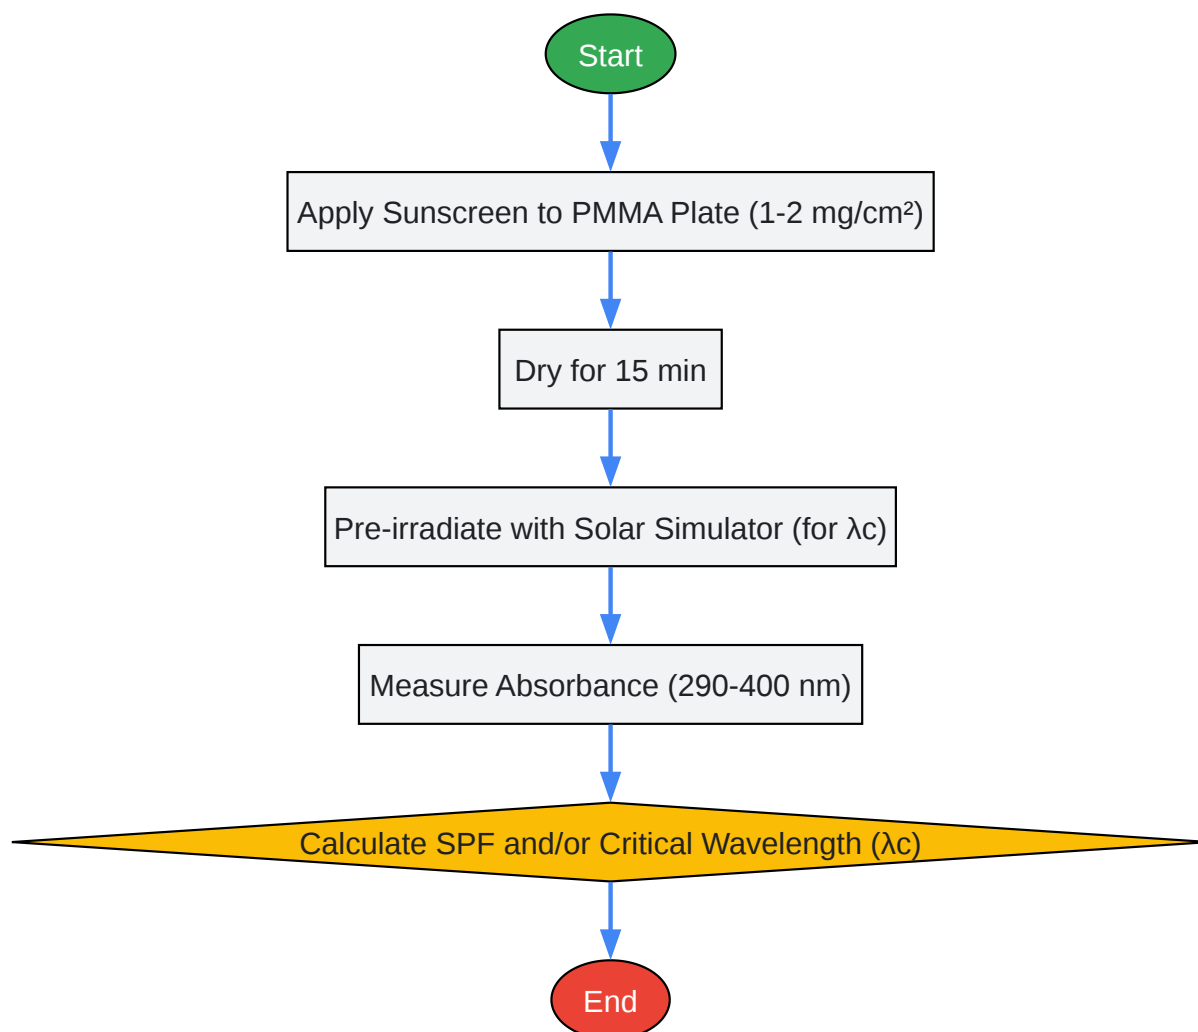 Start
Apply Sunscreen to PMMA Plate (1-2 mg/cm²)
Dry for 15 min
Pre-irradiate with Solar Simulator (for λc)
Measure Absorbance (290-400 nm)
Calculate SPF and/or Critical Wavelength (λc)
End